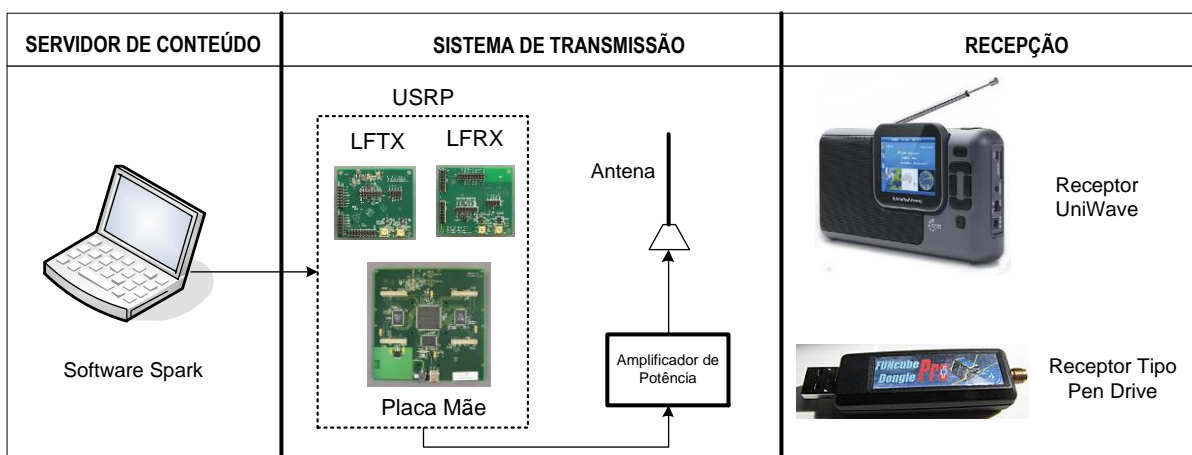 SERVIDOR DE CONTEÚDO
SISTEMA DE TRANSMISSÃO
RECEPÇÃO
USRP
LFTX
LFRX
Placa Mãe
Software Spark
Antena
Amplificador de
Potência
UniWave
Receptor
UniWave
FUNcube
Dongle
Pro
Receptor Tipo
Pen Drive